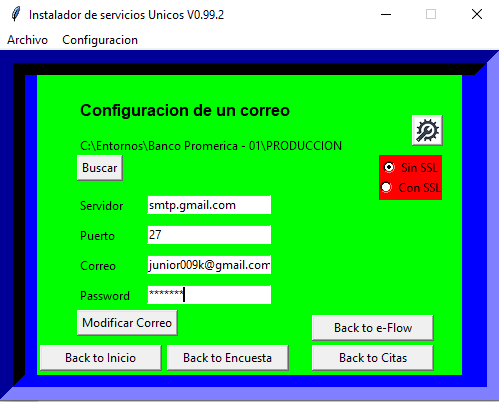 Instalador de servicios Unicos V0.99.2
Archivo Configuracion
Configuracion de un correo
C:\Entornos\Banco Promerica - 01\PRODUCCION
Buscar
Sin SSL
Con SSL
Servidor smtp.gmail.com
Puerto 27
Correo junior009k@gmail.com
Password *******
Modificar Correo
Back to e-Flow
Back to Inicio Back to Encuesta Back to Citas